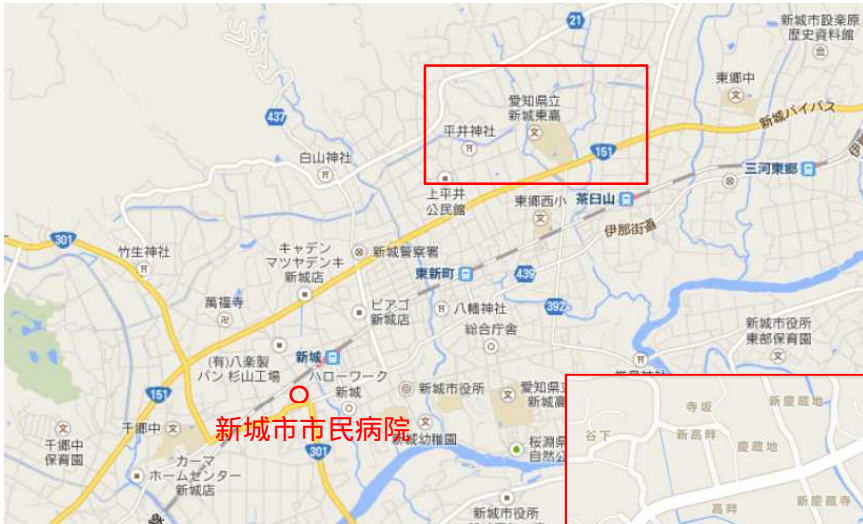 21
新城市設楽原
歴史資料館
東郷中
愛知県立
新城東高
新城バイパス
437
平井神社
白山神社
151
上平井
公民館
三河東郷
東郷西小
茶臼山
伊那街道
301
竹生神社
キャデン
マツヤデンキ
新城店
新城警察署
東新町
439
392
萬福寺
ピアゴ
新城店
八幡神社
総合庁舎
新城市役所
東部保育園
新城
(有)八楽製
パン 杉山工場
ハローワーク
新城
151
新城市役所
愛知県立
新城高
新城市市民病院
千郷中
千郷中
保育園
新城幼稚園
桜淵県
自然公
カーマ
ホームセンター
新城店
301
新城市役所
寺坂
新慶蔵地
谷下
新高畔
慶蔵地
高畔
新慶蔵寺